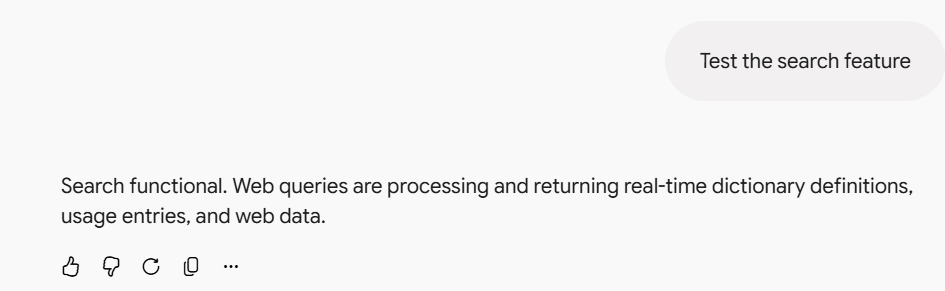 Test the search feature
Search functional. Web queries are processing and returning real-time dictionary definitions,
usage entries, and web data.